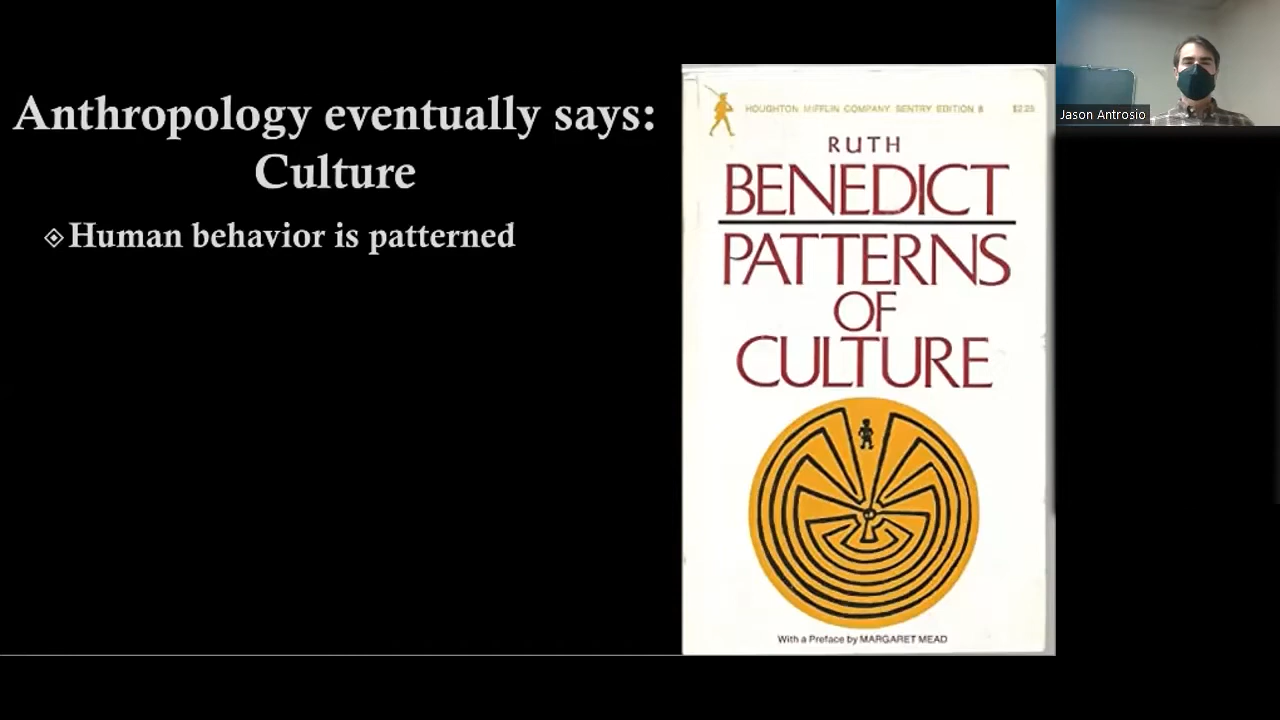 Anthropology eventually says:
Culture
Human behavior is patterned
HOUGHTON MIFFLIN COMPANY SENTRY EDITION 8 $2.25
RUTH
BENEDICT
PATTERNS
OF
CULTURE
With a Preface by MARGARET MEAD
Jason Antrosio